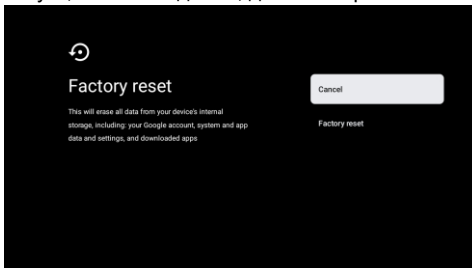 Factory reset
This will erase all data from your device's internal
storage, including: your Google account, system and app
data and settings, and downloaded apps
Cancel
Factory reset